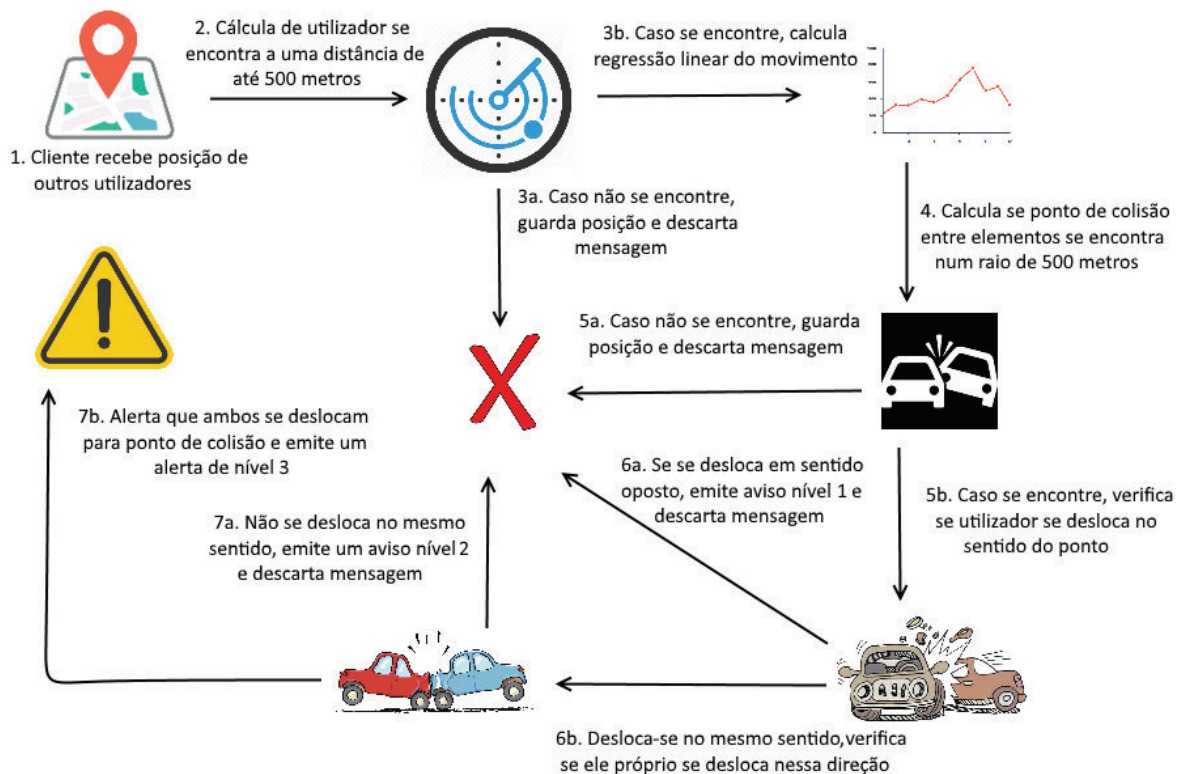 1. Cliente recebe posição de
outros utilizadores
2. Cálcula de utilizador se
encontra a uma distância de
até 500 metros
3b. Caso se encontre, calcula
regressão linear do movimento
3a. Caso não se encontre,
guarda posição e descarta
mensagem
4. Calcula se ponto de colisão
entre elementos se encontra
num raio de 500 metros
5a. Caso não se encontre, guarda
posição e descarta mensagem
5b. Caso se encontre, verifica
se utilizador se desloca no
sentido do ponto
6a. Se se desloca em sentido
oposto, emite aviso nível 1 e
descarta mensagem
6b. Desloca-se no mesmo sentido,verifica
se ele próprio se desloca nessa direção
7a. Não se desloca no mesmo
sentido, emite um aviso nível 2
e descarta mensagem
7b. Alerta que ambos se deslocam
para ponto de colisão e emite um
alerta de nível 3